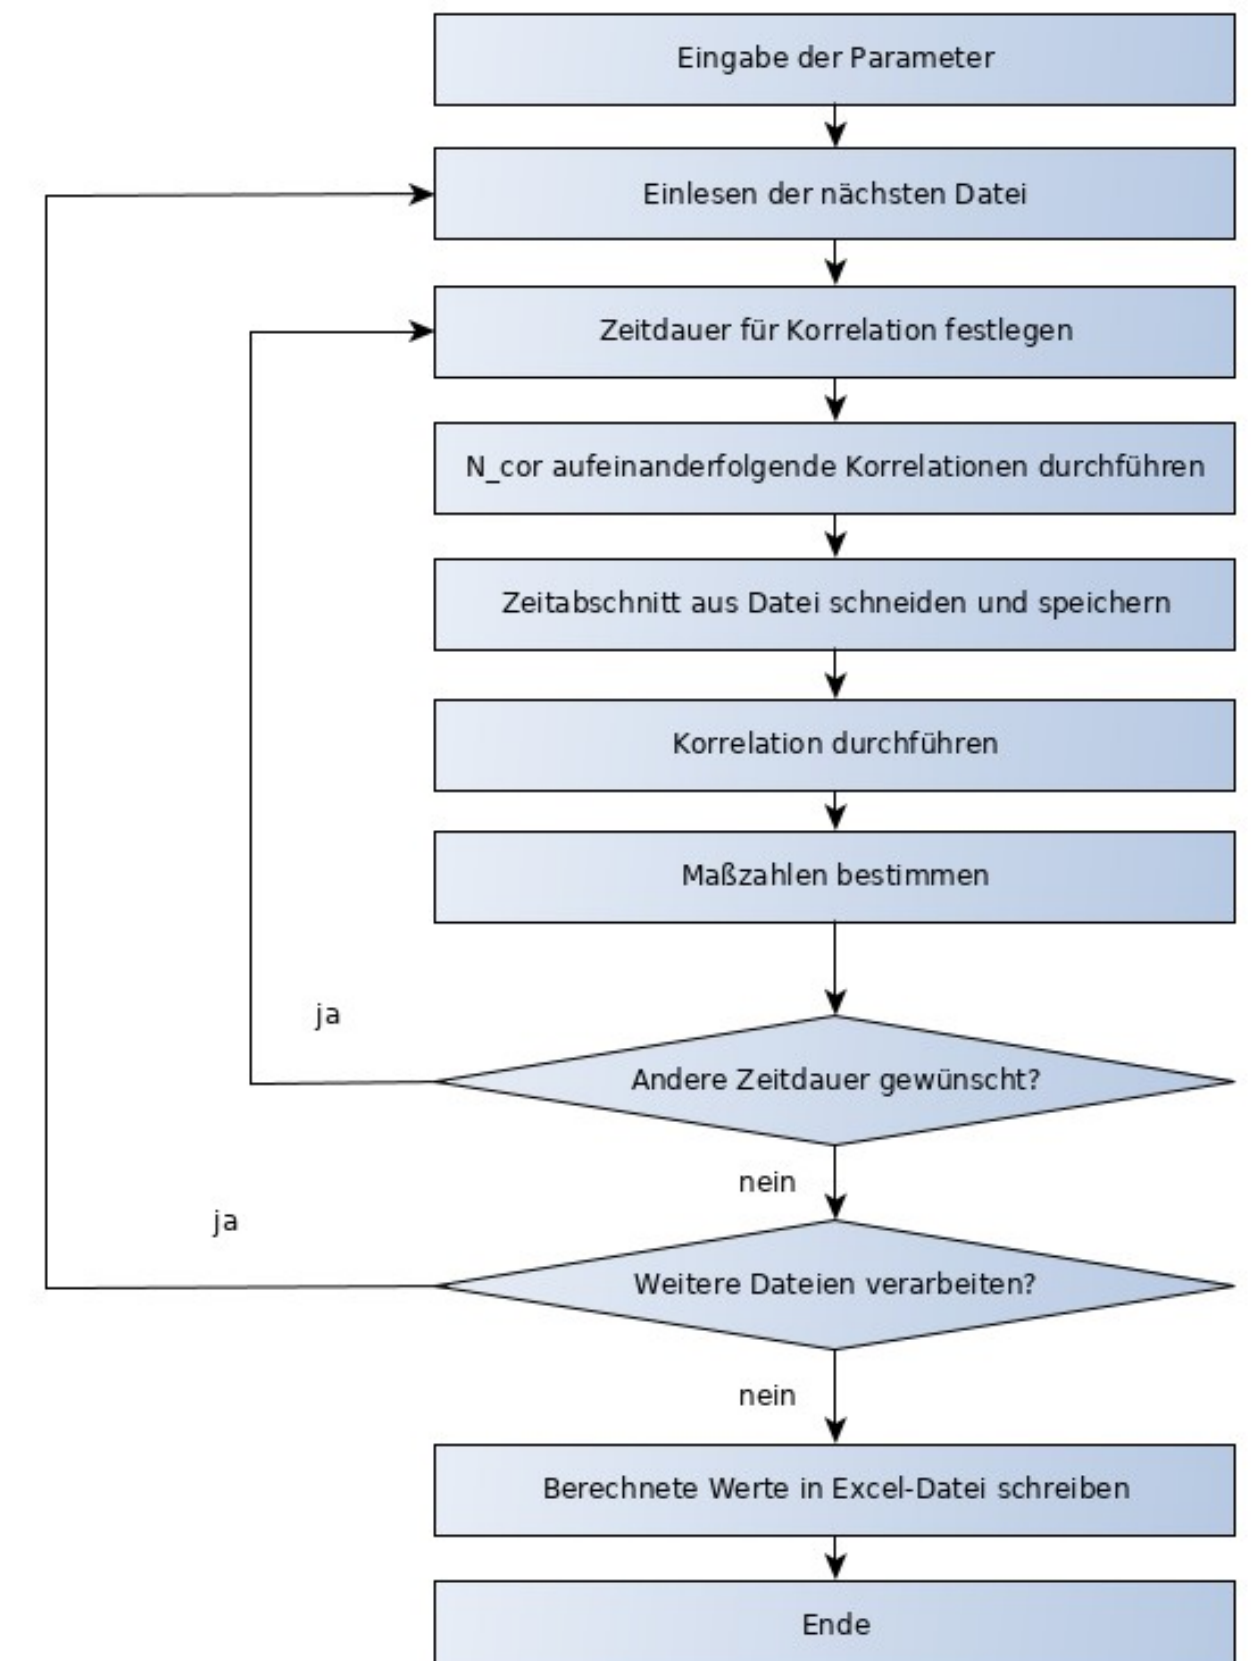 Eingabe der Parameter
Einlesen der nächsten Datei
Zeitdauer für Korrelation festlegen
N_cor aufeinanderfolgende Korrelationen durchführen
Zeitabschnitt aus Datei schneiden und speichern
Korrelation durchführen
Maßzahlen bestimmen
ja
Andere Zeitdauer gewünscht?
nein
ja
Weitere Dateien verarbeiten?
nein
Berechnete Werte in Excel-Datei schreiben
Ende